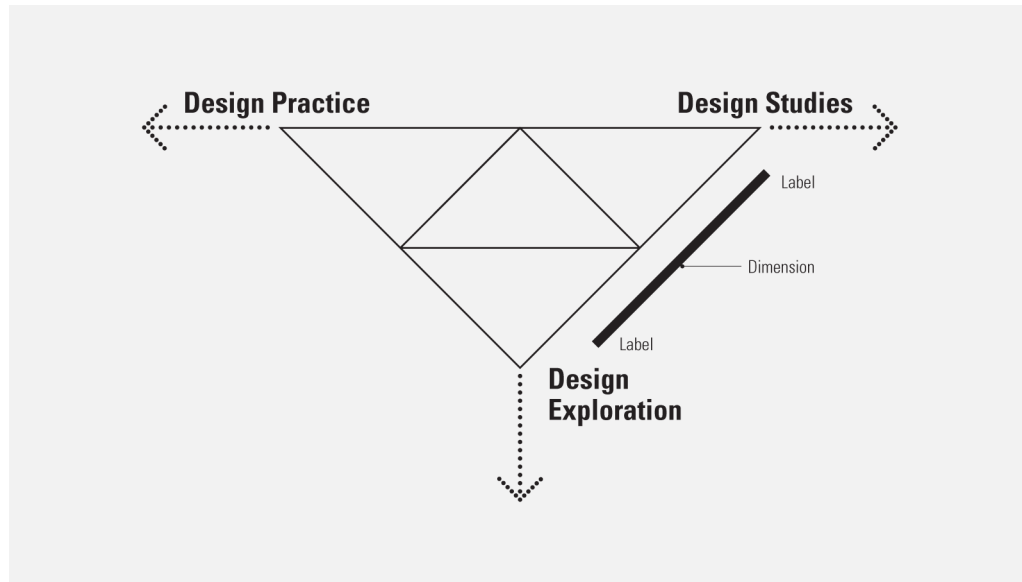 Design Practice
Design Studies
Label
Dimension
Label
Design
Exploration